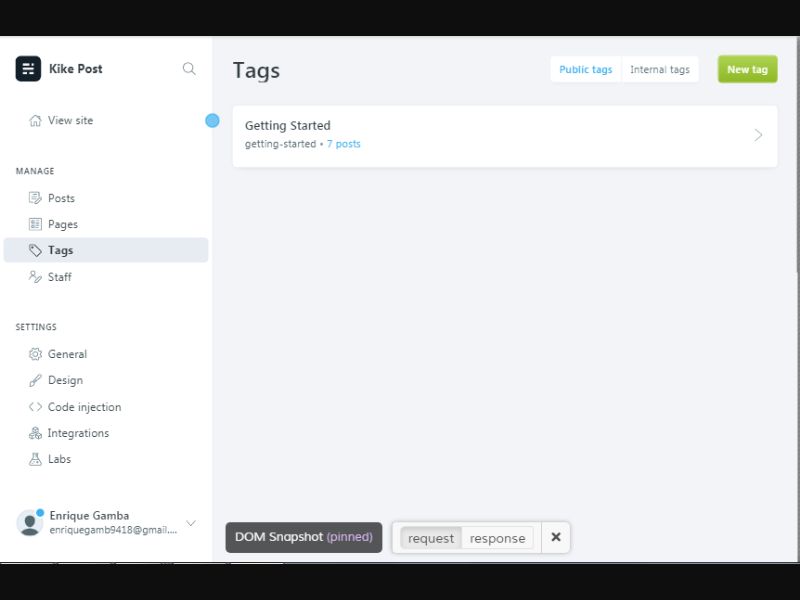 Kike Post
View site
MANAGE
Posts
Pages
Tags
Staff
SETTINGS
General
Design
Code injection
Integrations
Labs
Enrique Gamba
enriquegamb9418@gmail....
Tags
Public tags
Internal tags
New tag
Getting Started
getting-started • 7 posts
DOM Snapshot (pinned)
request
response
×